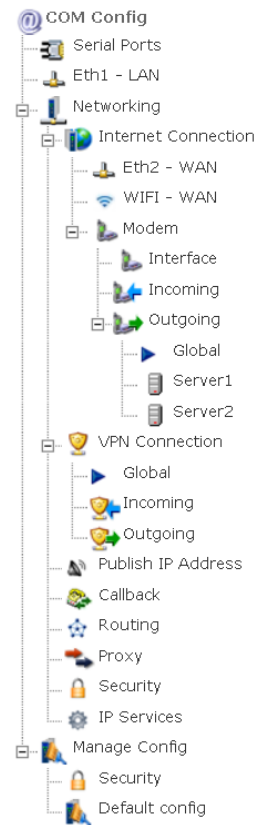 COM Config
Serial Ports
Eth1 - LAN
Networking
Internet Connection
Eth2 - WAN
WIFI - WAN
Modem
Interface
Incoming
Outgoing
Global
Server1
Server2
VPN Connection
Global
Incoming
Outgoing
Publish IP Address
Callback
Routing
Proxy
Security
IP Services
Manage Config
Security
Default config